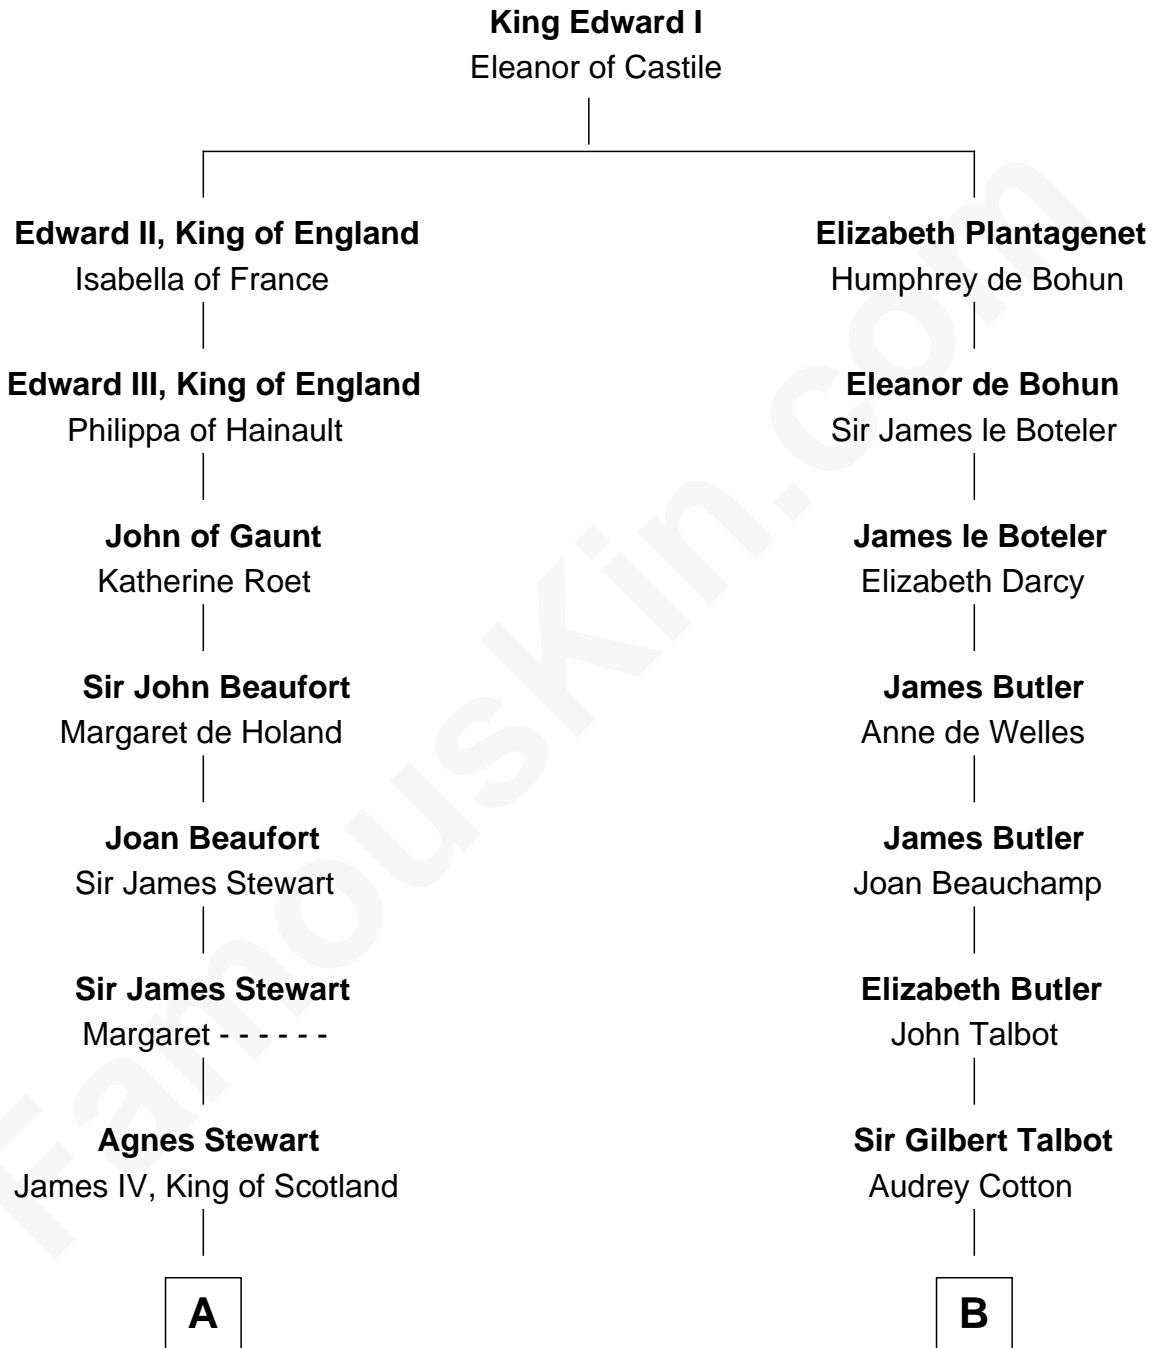 King Edward I
Eleanor of Castile
Edward II, King of England
Isabella of France
Edward III, King of England
Philippa of Hainault
John of Gaunt
Katherine Roet
Sir John Beaufort
Margaret de Holand
Joan Beaufort
Sir James Stewart
Sir James Stewart
Margaret - - - - - -
Agnes Stewart
James IV, King of Scotland
A
Elizabeth Plantagenet
Humphrey de Bohun
Eleanor de Bohun
Sir James le Boteler
James le Boteler
Elizabeth Darcy
James Butler
Anne de Welles
James Butler
Joan Beauchamp
Elizabeth Butler
John Talbot
Sir Gilbert Talbot
Audrey Cotton
B
FamousKin.com